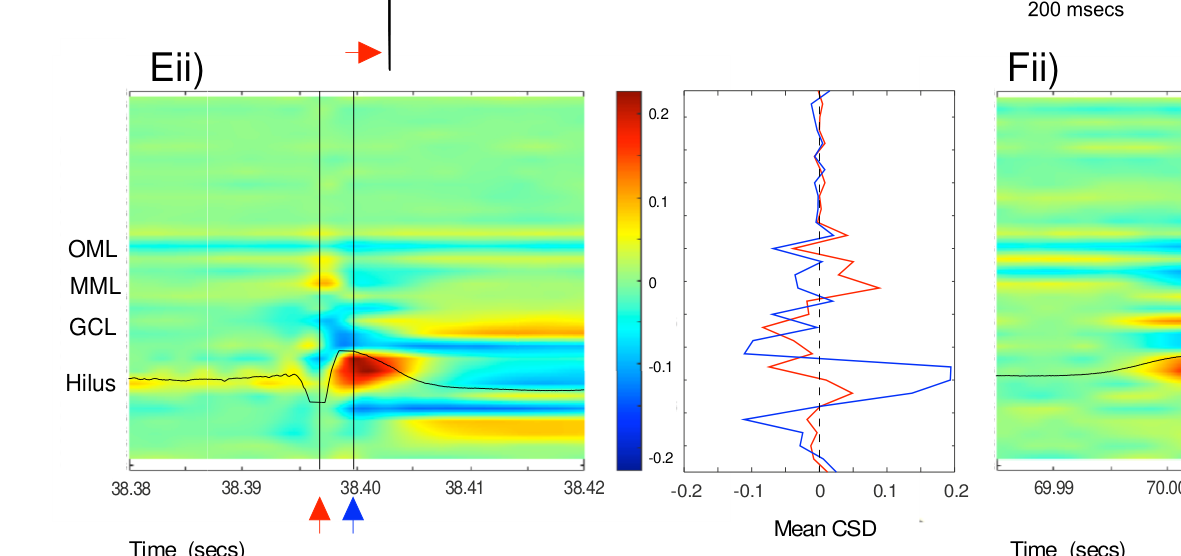 200 msecs
Eii)
Fii)
OML
MML
GCL
Hilus
0.2
0.1
0
-0.1
-0.2
38.38 38.39 38.40 38.41 38.42
-0.2 -0.1 0 0.1 0.2
69.99 70.00
Mean CSD
Time (secs)
Time (secs)